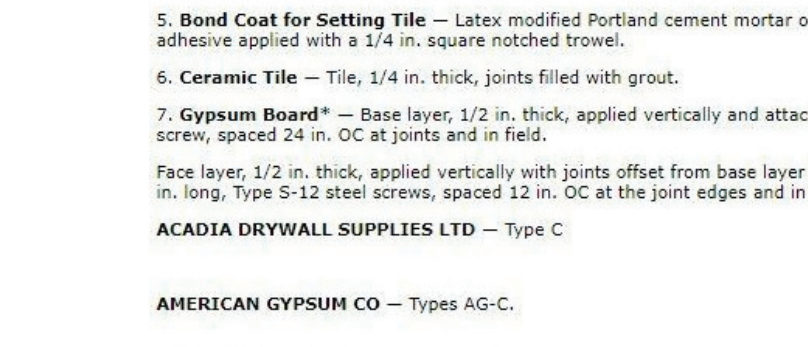 5. Bond Coat for Setting Tile — Latex modified Portland cement mortar
adhesive applied with a 1/4 in. square notched trowel.
6. Ceramic Tile — Tile, 1/4 in. thick, joints filled with grout.
7. Gypsum Board* — Base layer, 1/2 in. thick, applied vertically and
screw, spaced 24 in. OC at joints and in field.
Face layer, 1/2 in. thick, applied vertically with joints offset from base layer
in. long, Type S-12 steel screws, spaced 12 in. OC at the joint edges and in
ACADIA DRYWALL SUPPLIES LTD — Type C
AMERICAN GYPSUM CO — Types AG-C.